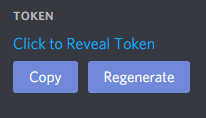 TOKEN
Click to Reveal Token
Copy Regenerate